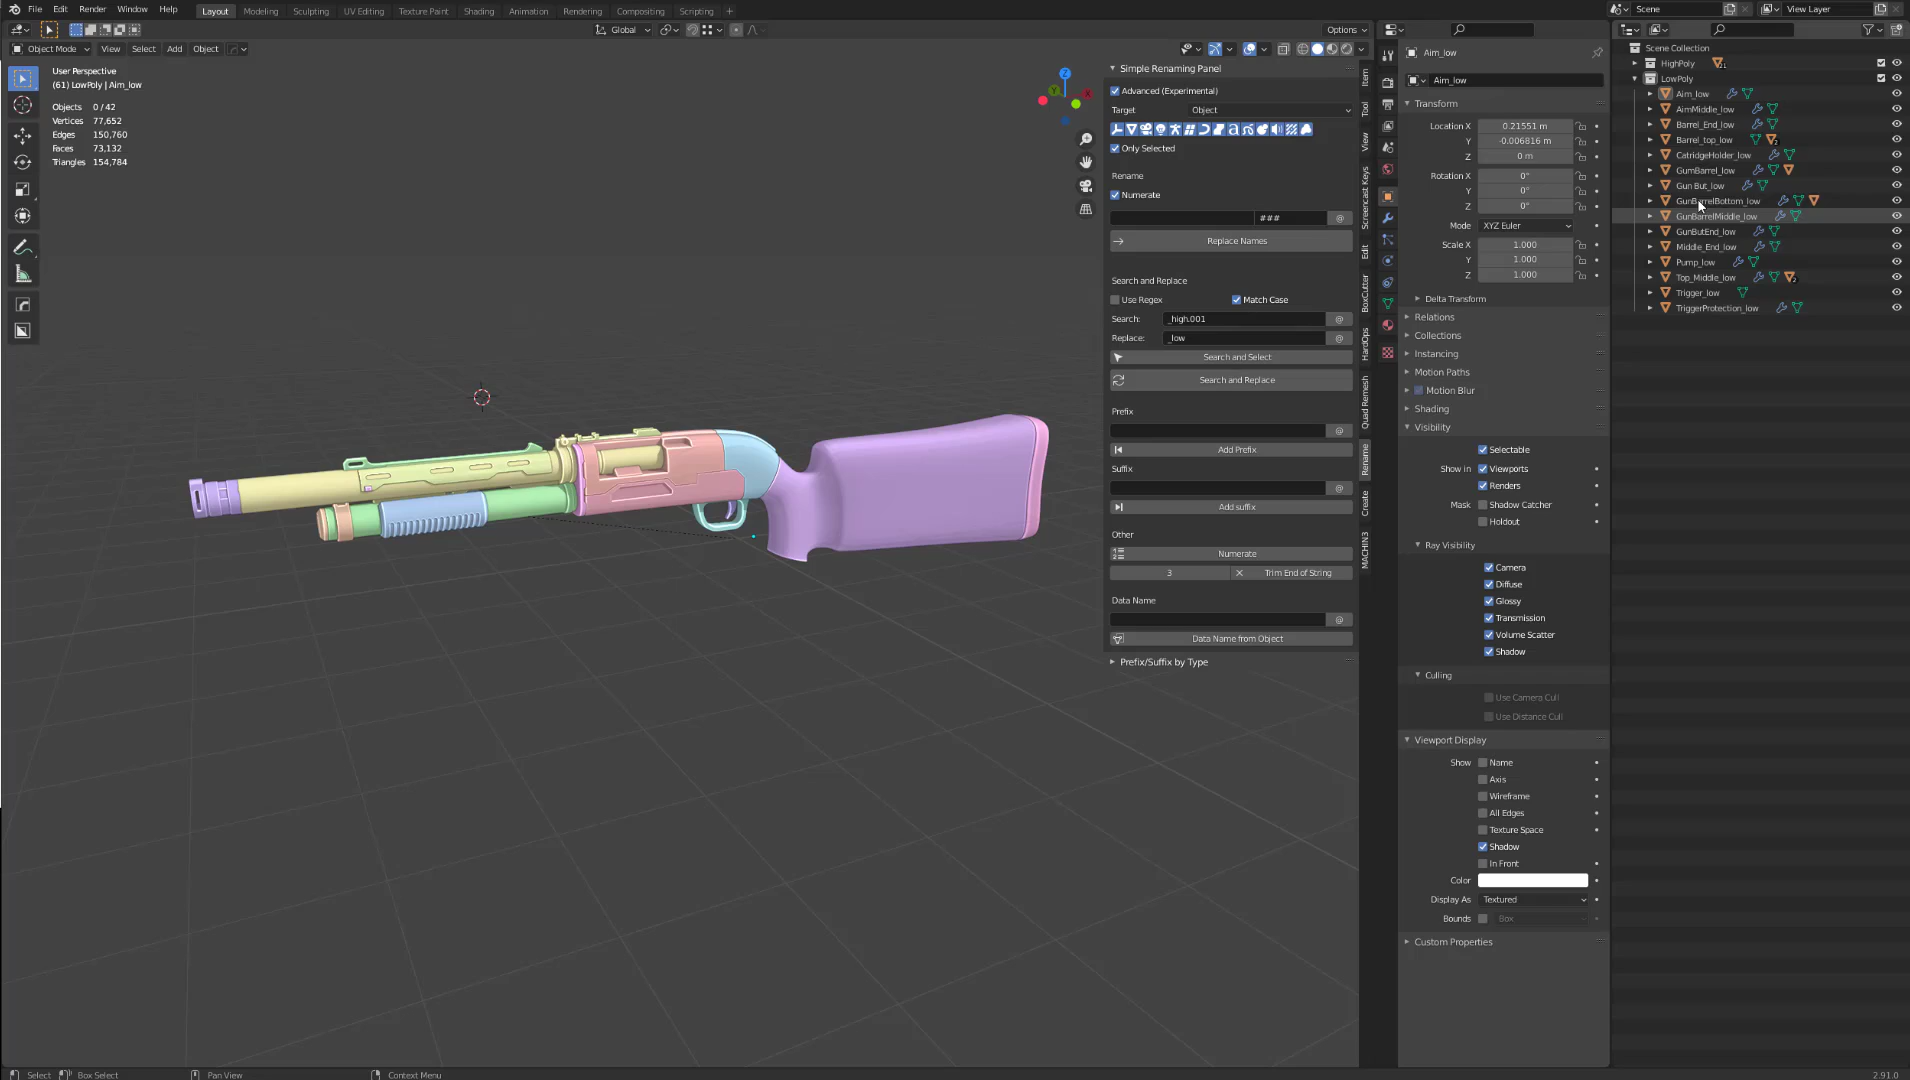 File Edit Render Window Help Layout Modeling Sculpting UV Editing Texture Paint Shading Animation Rendering Compositing Scripting + Scene View Layer
Global Options
Object Mode View Select Add Object
User Perspective
(61) LowPoly | Aim_low
Objects 0 / 42
Vertices 77,652
Edges 150,760
Faces 73,132
Triangles 154,784
Z
Y
X
Simple Renaming Panel
Advanced (Experimental)
Target Object
Only Selected
Rename
Numerate
### @
Replace Names
Search and Replace
Use Regex Match Case
Search: _high.001 @
Replace: _low @
Search and Select
Search and Replace
Prefix
@
Add Prefix
Suffix
@
Add suffix
Other
Numerate
3 Trim End of String
Data Name
@
Data Name from Object
Prefix/Suffix by Type
Item
Tool
View
Screencast Keys
Edit
BoxCutter
HardOps
Quad Remesh
Rename
Create
MACHIN3
Aim_low
Aim_low
Transform
Location X 0.21551 m
Y -0.006816 m
Z 0 m
Rotation X 0°
Y 0°
Z 0°
Mode XYZ Euler
Scale X 1.000
Y 1.000
Z 1.000
Delta Transform
Relations
Collections
Instancing
Motion Paths
Motion Blur
Shading
Visibility
Selectable
Show in Viewports
Renders
Mask Shadow Catcher
Holdout
Ray Visibility
Camera
Diffuse
Glossy
Transmission
Volume Scatter
Shadow
Culling
Use Camera Cull
Use Distance Cull
Viewport Display
Show Name
Axis
Wireframe
All Edges
Texture Space
Shadow
In Front
Color
Display As Textured
Bounds Box
Custom Properties
Scene Collection
HighPoly
LowPoly
Aim_low
AimMiddle_low
Barrel_End_low
Barrel_top_low
CatridgeHolder_low
GumBarrel_low
Gun But_low
GunBarrelBottom_low
GunBarrelMiddle_low
GunButEnd_low
Middle_End_low
Pump_low
Top_Middle_low
Trigger_low
TriggerProtection_low
Select Box Select Pan View Context Menu 2.91.0